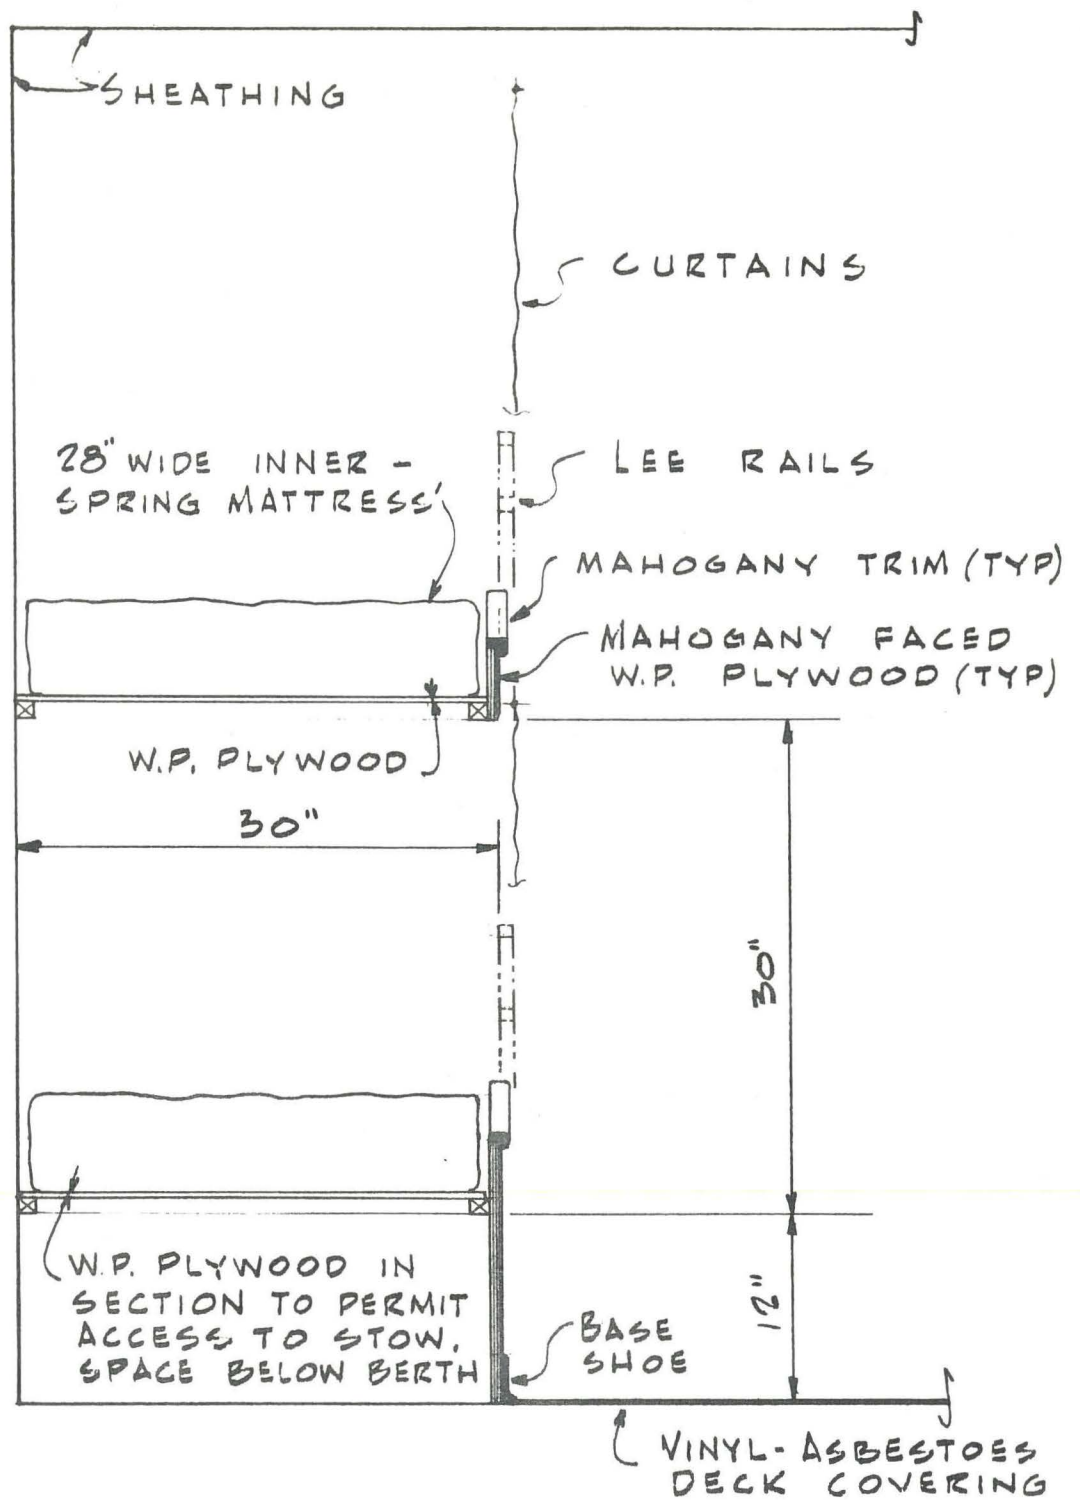 SHEATHING
CURTAINS
28" WIDE INNER-
SPRING MATTRESS
LEE RAILS
MAHOGANY TRIM (TYP)
MAHOGANY FACED
W.P. PLYWOOD (TYP)
W.P. PLYWOOD
30"
30"
W.P. PLYWOOD IN
SECTION TO PERMIT
ACCESS TO STOW.
SPACE BELOW BERTH
12"
BASE
SHOE
VINYL-ASBESTOES
DECK COVERING